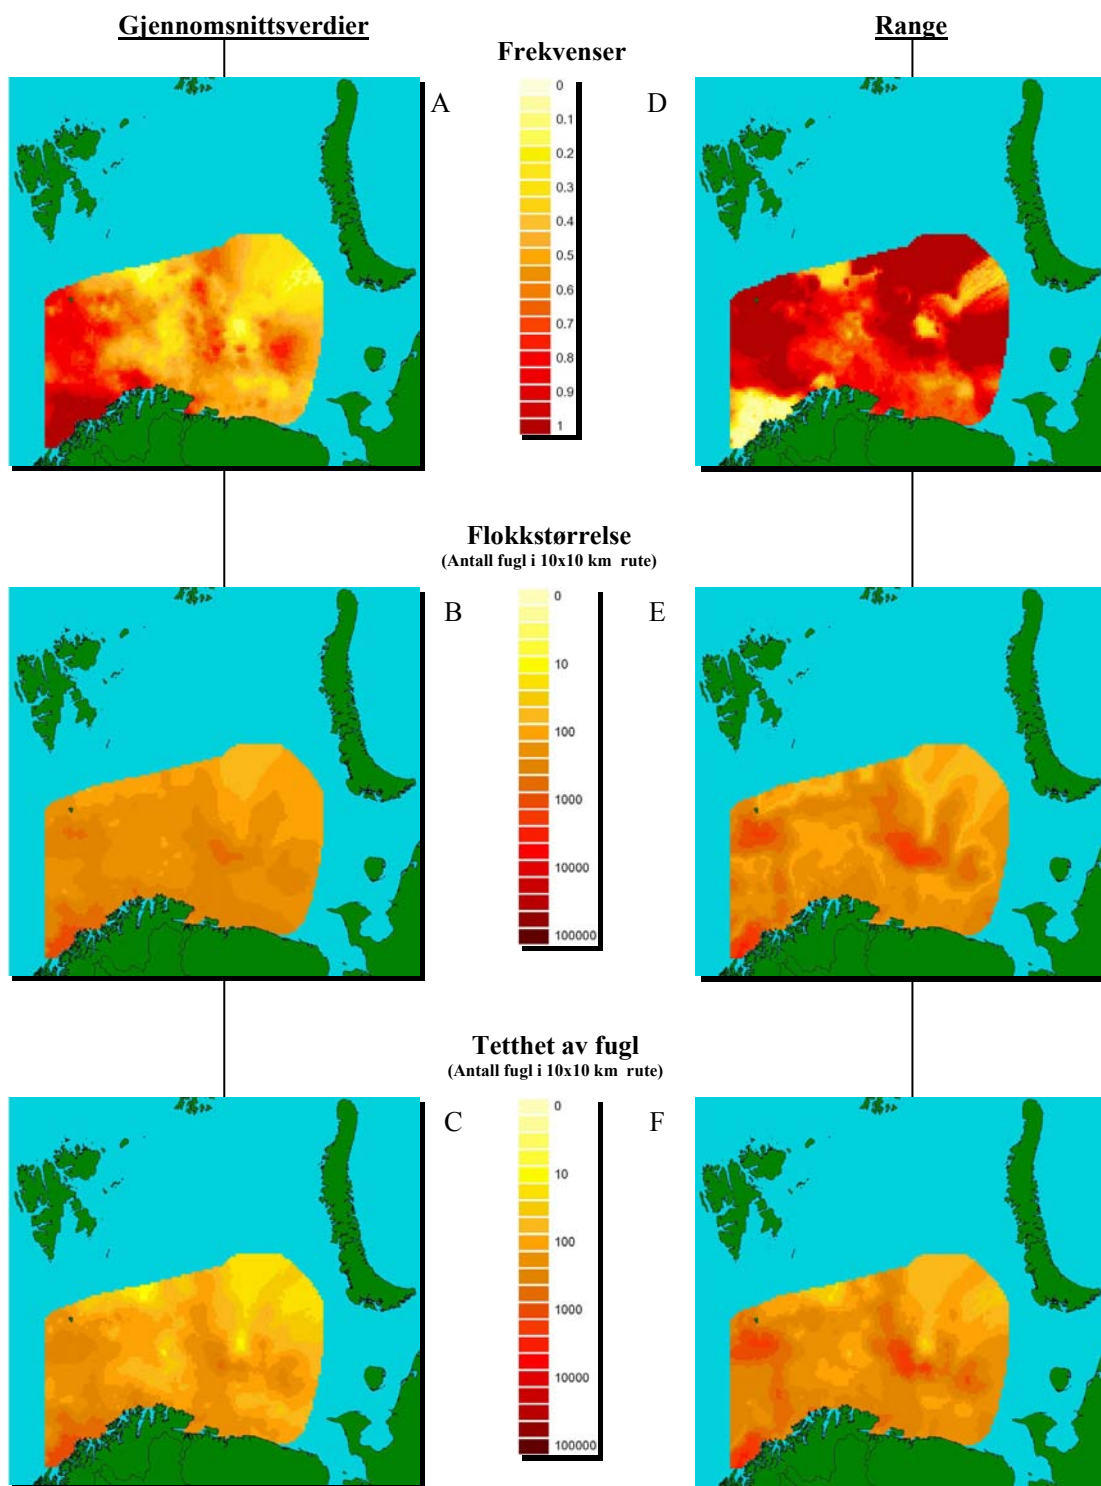 Gjennomsnittsverdier
Range
Frekvenser
A
D
0
0.1
0.2
0.3
0.4
0.5
0.6
0.7
0.8
0.9
1
Flokkstørrelse
(Antall fugl i 10x10 km rute)
B
E
0
10
100
1000
10000
100000
Tetthet av fugl
(Antall fugl i 10x10 km rute)
C
F
0
10
100
1000
10000
100000